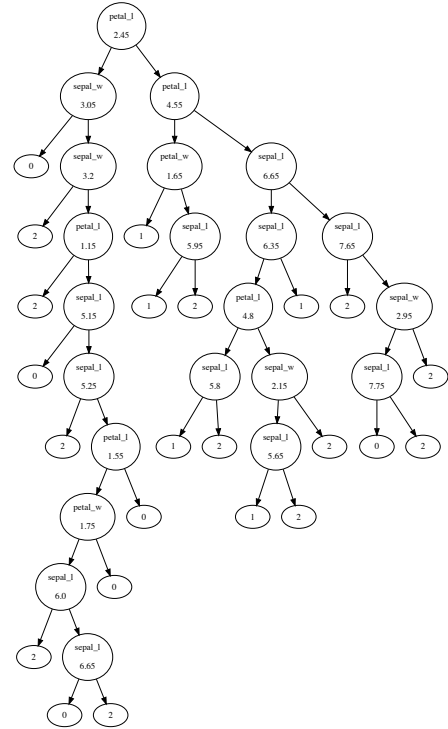 petal_l
2.45
sepal_w
3.05
petal_l
4.55
0
sepal_w
3.2
petal_w
1.65
sepal_l
6.65
2
petal_l
1.15
1
sepal_l
5.95
sepal_l
6.35
sepal_l
7.65
2
sepal_l
5.15
1
2
petal_l
4.8
1
2
sepal_w
2.95
0
sepal_l
5.25
sepal_l
5.8
sepal_w
2.15
sepal_l
7.75
2
2
petal_l
1.55
1
2
sepal_l
5.65
2
0
2
petal_w
1.75
0
1
2
sepal_l
6.0
0
2
sepal_l
6.65
0
2